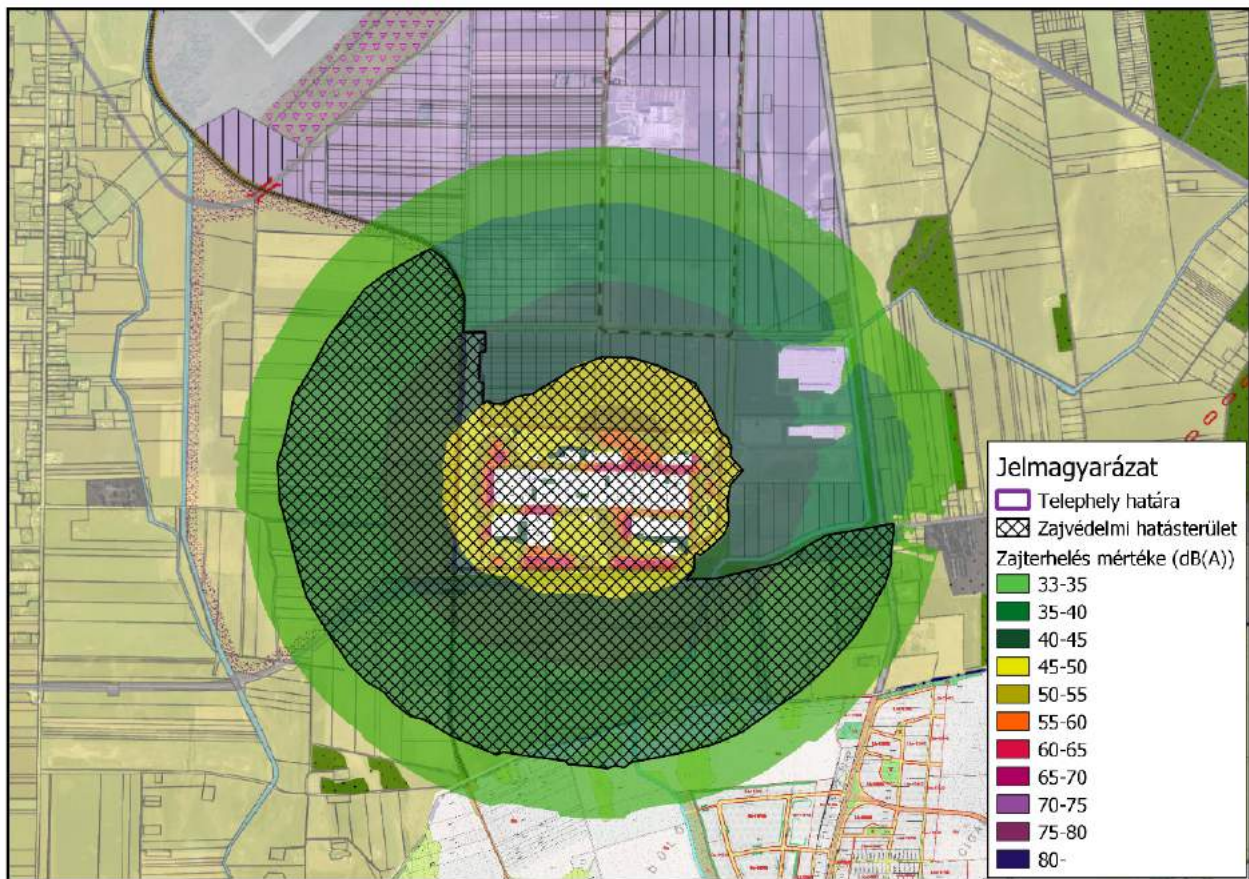 Jelmagyarázat
Telephely határa
Zajvédelmi hatásterület
Zajterhelés mértéke (dB(A))
33-35
35-40
40-45
45-50
50-55
55-60
60-65
65-70
70-75
75-80
80-